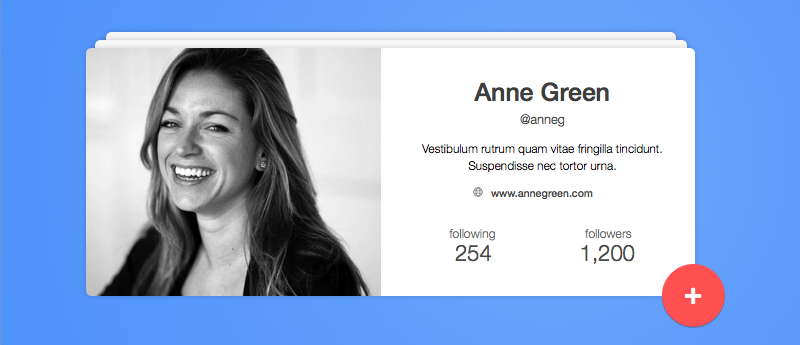 Anne Green
@anneg
Vestibulum rutrum quam vitae fringilla tincidunt.
Suspendisse nec tortor urna.
www.annegreen.com
following followers
254 1,200
+